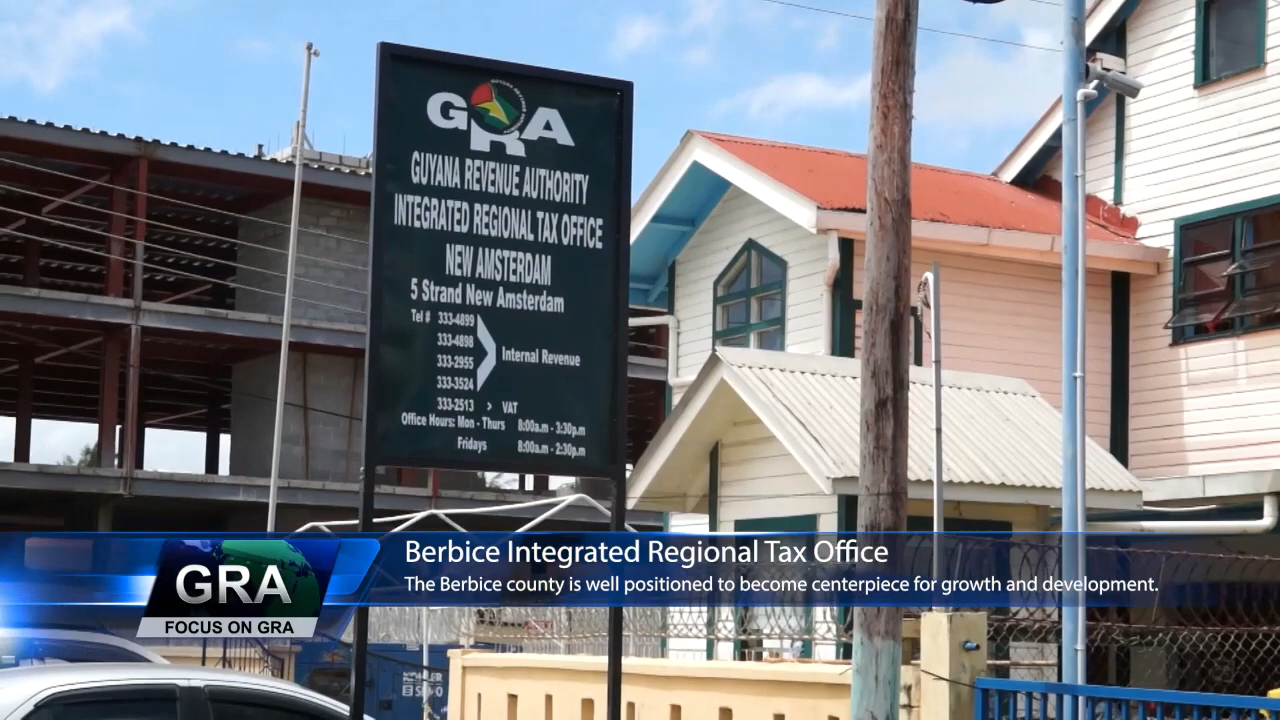 GRA
GUYANA REVENUE AUTHORITY
INTEGRATED REGIONAL TAX OFFICE
NEW AMSTERDAM
5 Strand New Amsterdam
Tel # 333-4899
333-4898
333-2955
333-3524
Internal Revenue
333-2513 > VAT
Office Hours: Mon - Thurs 8:00a.m - 3:30p.m
Fridays 8:00a.m - 2:30p.m
Berbice Integrated Regional Tax Office
The Berbice county is well positioned to become centerpiece for growth and development.
GRA
FOCUS ON GRA